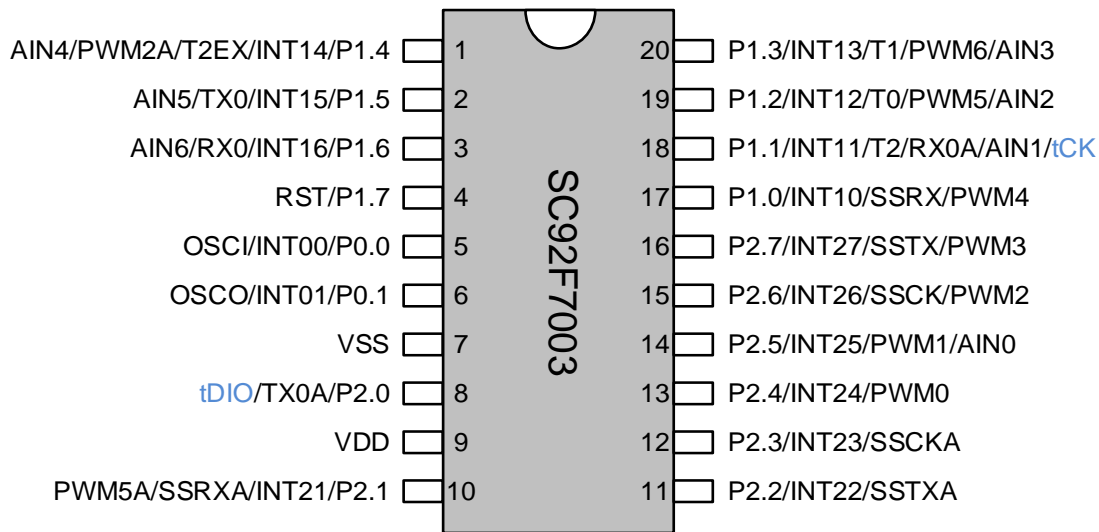 AIN4/PWM2A/T2EX/INT14/P1.4 1 20 P1.3/INT13/T1/PWM6/AIN3
AIN5/TX0/INT15/P1.5 2 19 P1.2/INT12/T0/PWM5/AIN2
AIN6/RX0/INT16/P1.6 3 18 P1.1/INT11/T2/RX0A/AIN1/tCK
RST/P1.7 4 17 P1.0/INT10/SSRX/PWM4
OSCI/INT00/P0.0 5 16 P2.7/INT27/SSTX/PWM3
OSCO/INT01/P0.1 6 15 P2.6/INT26/SSCK/PWM2
VSS 7 14 P2.5/INT25/PWM1/AIN0
tDIO/TX0A/P2.0 8 13 P2.4/INT24/PWM0
VDD 9 12 P2.3/INT23/SSCKA
PWM5A/SSRXA/INT21/P2.1 10 11 P2.2/INT22/SSTXA
SC92F7003